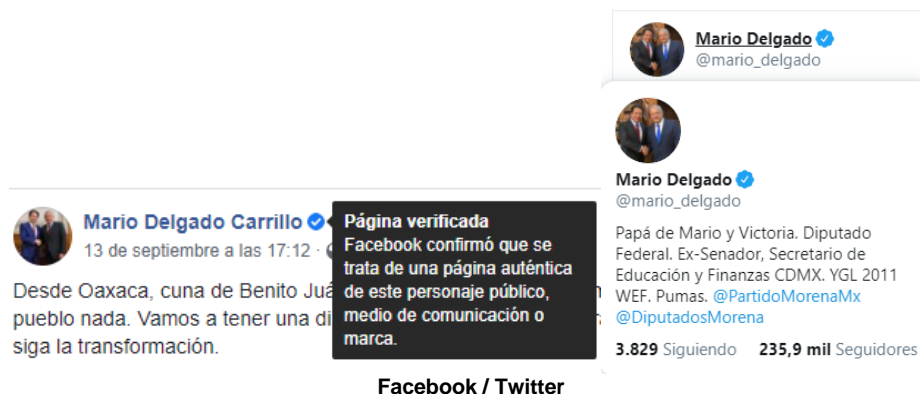 Mario Delgado
@mario_delgado
Mario Delgado
@mario_delgado
Papá de Mario y Victoria. Diputado
Federal. Ex-Senador, Secretario de
Educación y Finanzas CDMX. YGL 2011
WEF. Pumas. @PartidoMorenaMx
@DiputadosMorena
3.829 Siguiendo 235,9 mil Seguidores
Mario Delgado Carrillo
13 de septiembre a las 17:12 ·
Desde Oaxaca, cuna de Benito
pueblo nada. Vamos a tener una
siga la transformación.
Página verificada
Facebook confirmó que se
trata de una página auténtica
de este personaje público,
medio de comunicación o
marca.
Facebook / Twitter